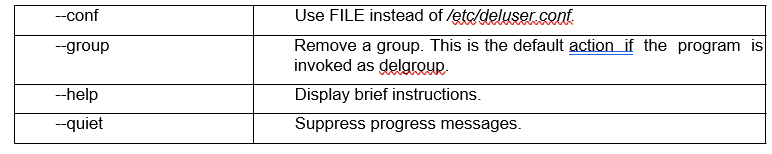 --conf Use FILE instead of /etc/deluser.conf.
--group Remove a group. This is the default action if the program is
invoked as delgroup.
--help Display brief instructions.
--quiet Suppress progress messages.